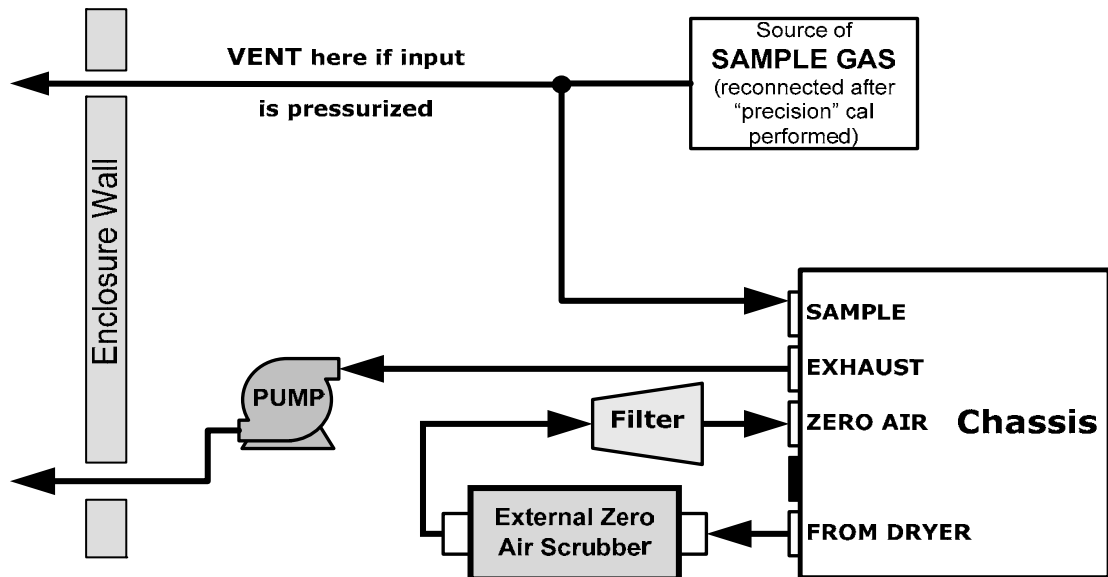 Source of
SAMPLE GAS
(reconnected after
“precision” cal
performed)
VENT here if input
is pressurized
Enclosure Wall
SAMPLE
EXHAUST
PUMP
Filter
ZERO AIR
Chassis
External Zero
Air Scrubber
FROM DRYER